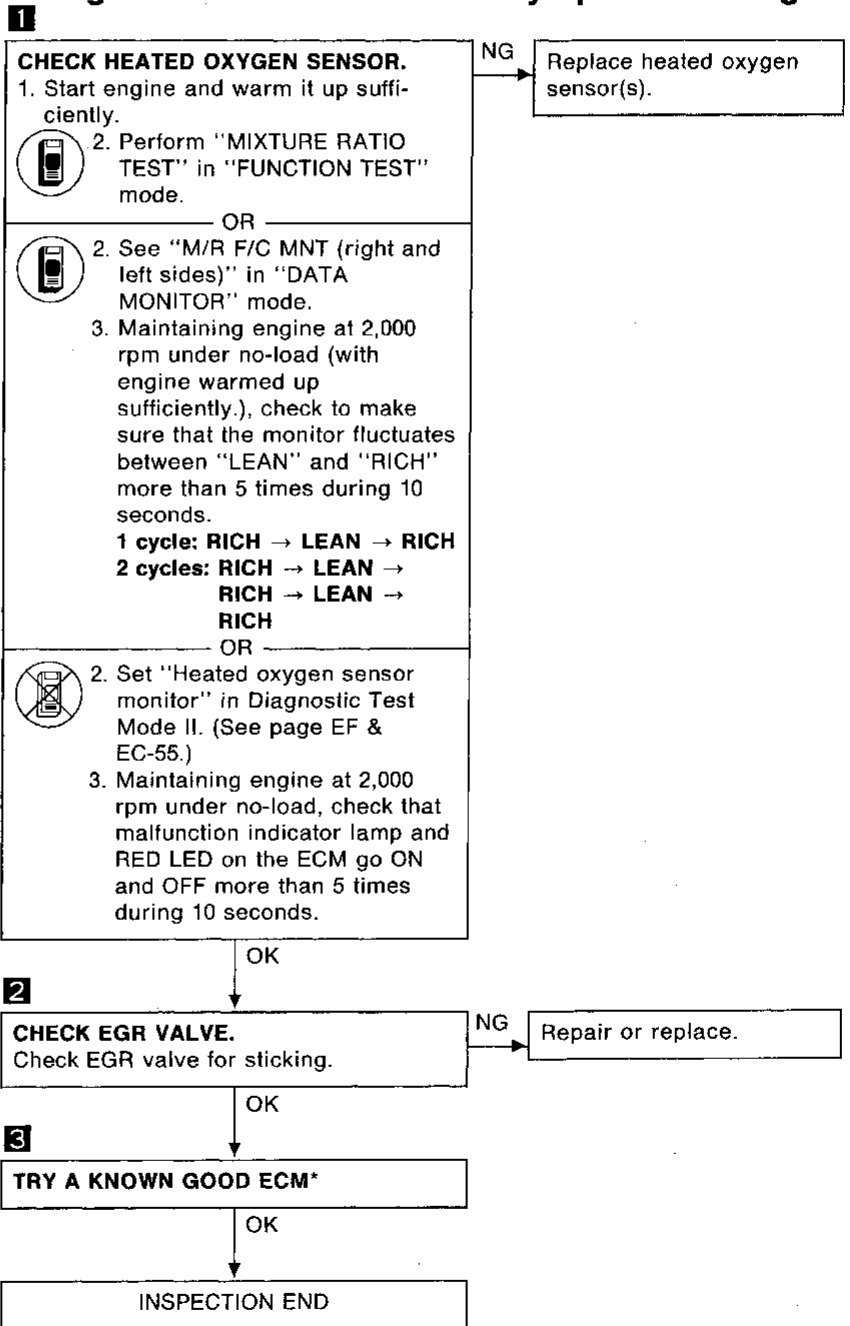 1
CHECK HEATED OXYGEN SENSOR.
1. Start engine and warm it up suffi-
ciently.
2. Perform "MIXTURE RATIO
TEST" in "FUNCTION TEST"
mode.
OR
2. See "M/R F/C MNT (right and
left sides)" in "DATA
MONITOR" mode.
3. Maintaining engine at 2,000
rpm under no-load (with
engine warmed up
sufficiently.), check to make
sure that the monitor fluctuates
between "LEAN" and "RICH"
more than 5 times during 10
seconds.
1 cycle: RICH → LEAN → RICH
2 cycles: RICH → LEAN →
RICH → LEAN →
RICH
OR
2. Set "Heated oxygen sensor
monitor" in Diagnostic Test
Mode II. (See page EF &
EC-55.)
3. Maintaining engine at 2,000
rpm under no-load, check that
malfunction indicator lamp and
RED LED on the ECM go ON
and OFF more than 5 times
during 10 seconds.
NG
Replace heated oxygen
sensor(s).
OK
2
CHECK EGR VALVE.
Check EGR valve for sticking.
NG
Repair or replace.
OK
3
TRY A KNOWN GOOD ECM*
OK
INSPECTION END